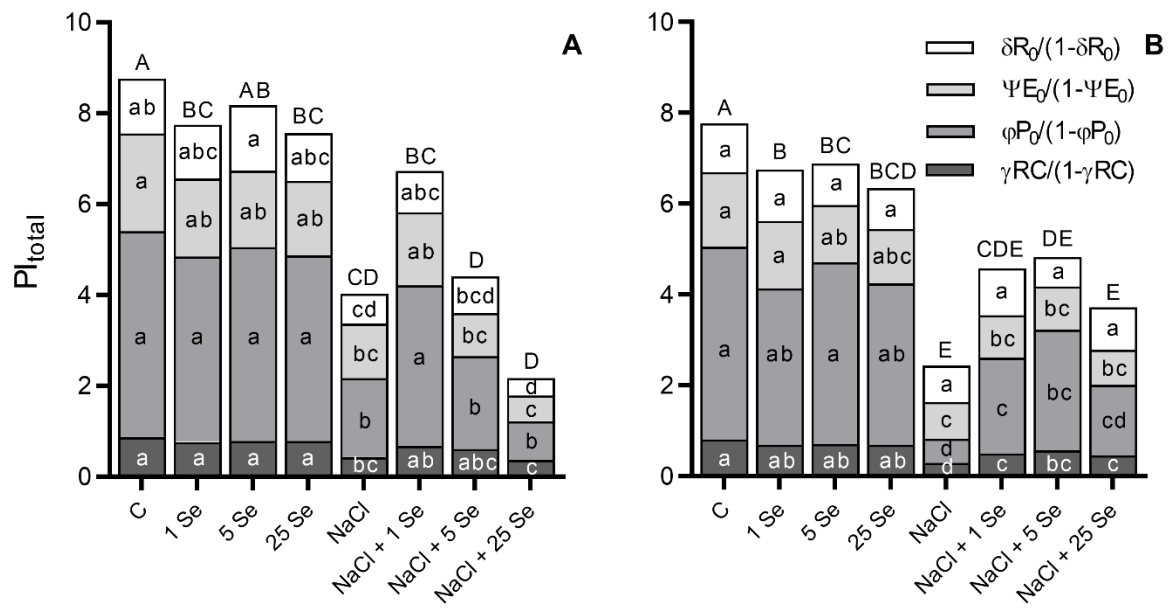 10
8
6
4
2
0
PI_total
A
A
ab
a
a
a
BC
abc
ab
a
a
AB
a
ab
a
a
BC
abc
ab
a
a
CD
cd
bc
b
bc
BC
abc
ab
a
ab
D
bcd
bc
b
abc
D
d
c
b
c
C
1 Se
5 Se
25 Se
NaCl
NaCl + 1 Se
NaCl + 5 Se
NaCl + 25 Se
10
8
6
4
2
0
B
δR₀/(1-δR₀)
ΨE₀/(1-ΨE₀)
φP₀/(1-φP₀)
γRC/(1-γRC)
A
a
a
a
a
B
a
a
ab
ab
BC
a
ab
a
ab
BCD
a
abc
ab
ab
E
a
c
d
d
CDE
a
bc
c
c
DE
a
bc
bc
bc
E
a
bc
cd
c
C
1 Se
5 Se
25 Se
NaCl
NaCl + 1 Se
NaCl + 5 Se
NaCl + 25 Se